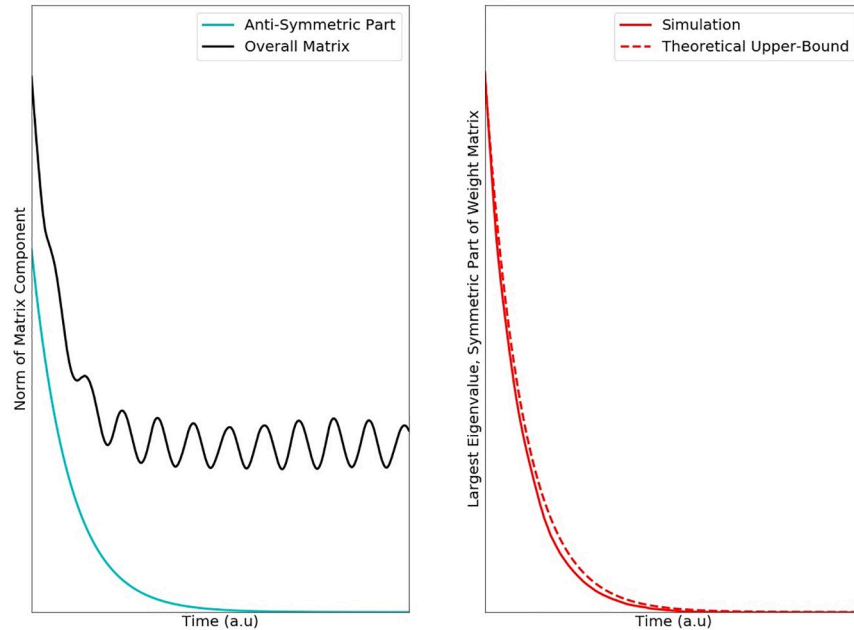 Anti-Symmetric Part
Overall Matrix
Norm of Matrix Component
Time (a.u)
Simulation
Theoretical Upper-Bound
Largest Eigenvalue, Symmetric Part of Weight Matrix
Time (a.u)